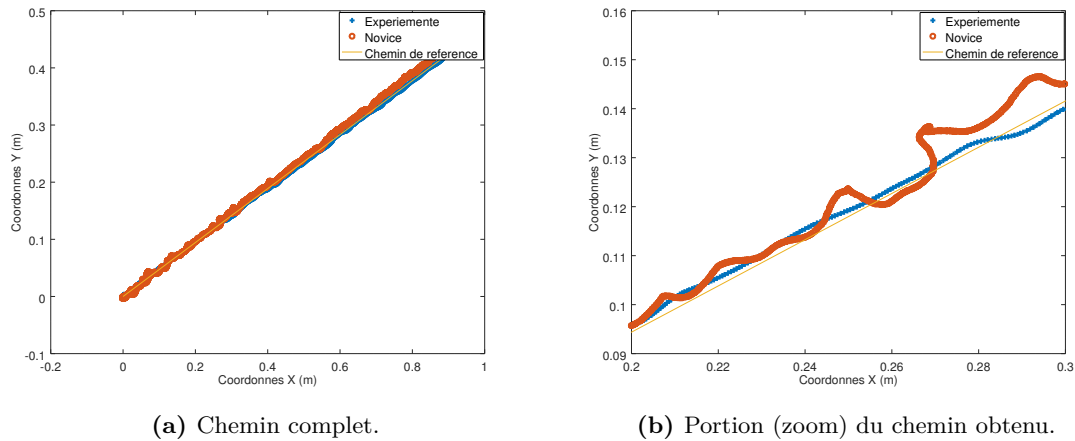 0.5
0.4
0.3
0.2
0.1
0
-0.1
-0.2
0
0.2
0.4
0.6
0.8
1
Coordonnes Y (m)
Coordonnes X (m)
Experiemente
Novice
Chemin de reference
(a) Chemin complet.
0.16
0.15
0.14
0.13
0.12
0.11
0.1
0.09
0.2
0.22
0.24
0.26
0.28
0.3
Coordonnes Y (m)
Coordonnes X (m)
Experiemente
Novice
Chemin de reference
(b) Portion (zoom) du chemin obtenu.